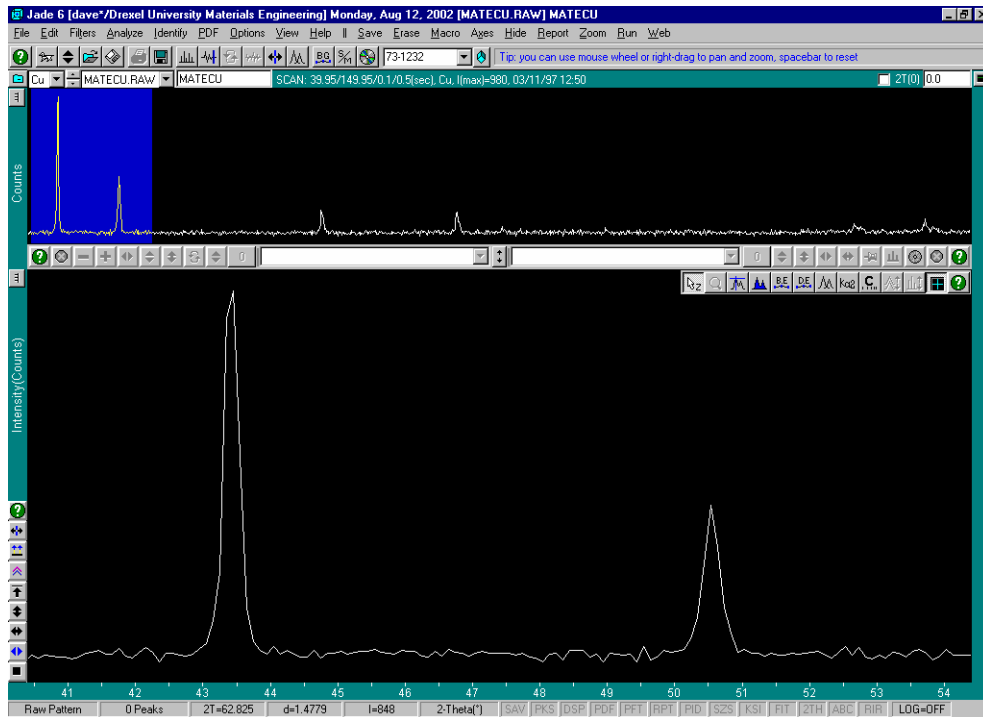 Jade 6 [dave*/Drexel University Materials Engineering] Monday, Aug 12, 2002 [MATECU.RAW] MATECU
File Edit Filters Analyze Identify PDF Options View Help || Save Erase Macro Axes Hide Report Zoom Run Web
BG S/M 73-1232 Tip: you can use mouse wheel or right-drag to pan and zoom, spacebar to reset
Cu MATECU.RAW MATECU SCAN: 39.95/149.95/0.1/0.5(sec), Cu, I(max)=980, 03/11/97 12:50 2T(0) 0.0
Counts
0 0
B.E D.E Kα2 C
Intensity(Counts)
41 42 43 44 45 46 47 48 49 50 51 52 53 54
Raw Pattern 0 Peaks 2T=62.825 d=1.4779 I=848 2-Theta(°) SAV PKS DSP PDF PFT RPT PID SZS KSI FIT 2TH ABC RIR LOG=OFF